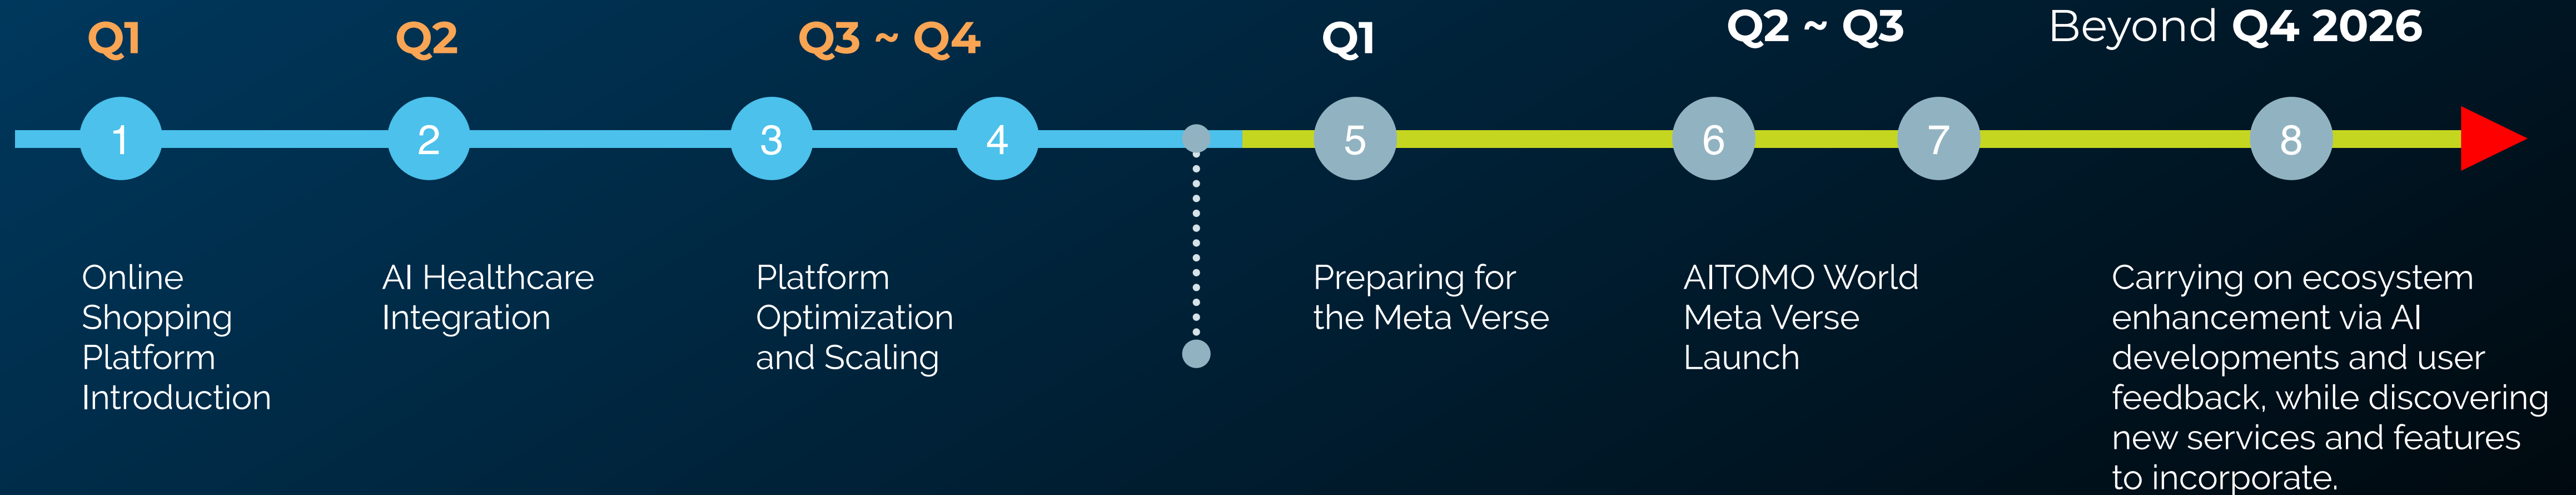 Q1
Q2
Q3 ~ Q4
Q1
Q2 ~ Q3
Beyond Q4 2026
1
2
3
4
5
6
7
8
Online
Shopping
Platform
Introduction
AI Healthcare
Integration
Platform
Optimization
and Scaling
Preparing for
the Meta Verse
AITOMO World
Meta Verse
Launch
Carrying on ecosystem
enhancement via AI
developments and user
feedback, while discovering
new services and features
to incorporate.